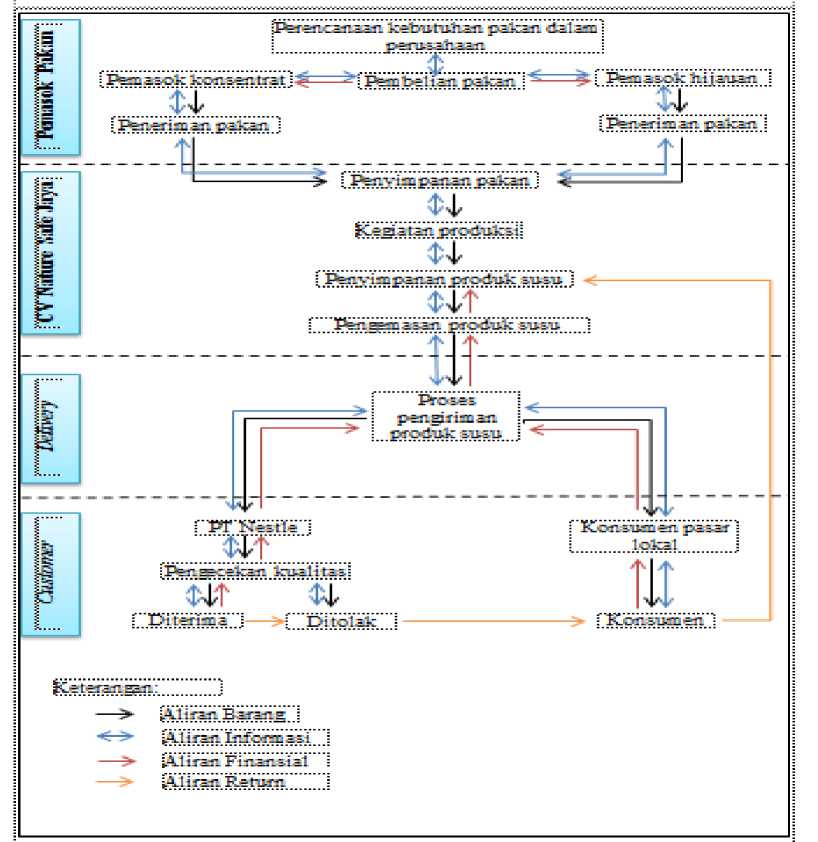 Pemasok Pakan
Perencanaan kebutuhan pakan dalam
perusahaan
Pemasok konsentrat
Pembelian pakan
Pemasok hijauan
Peneriman pakan
Peneriman pakan
CV Nature Safe Jaya
Penyimpanan pakan
Kegiatan produksi
Penyimpanan produk susu
Pengemasan produk susu
Delivery
Proses
pengiriman
produk susu
Customer
PT Nestle
Konsumen pasar
lokal
Pengecekan kualitas
Diterima
Ditolak
Konsumen
Keterangan:
Aliran Barang
Aliran Informasi
Aliran Finansial
Aliran Return